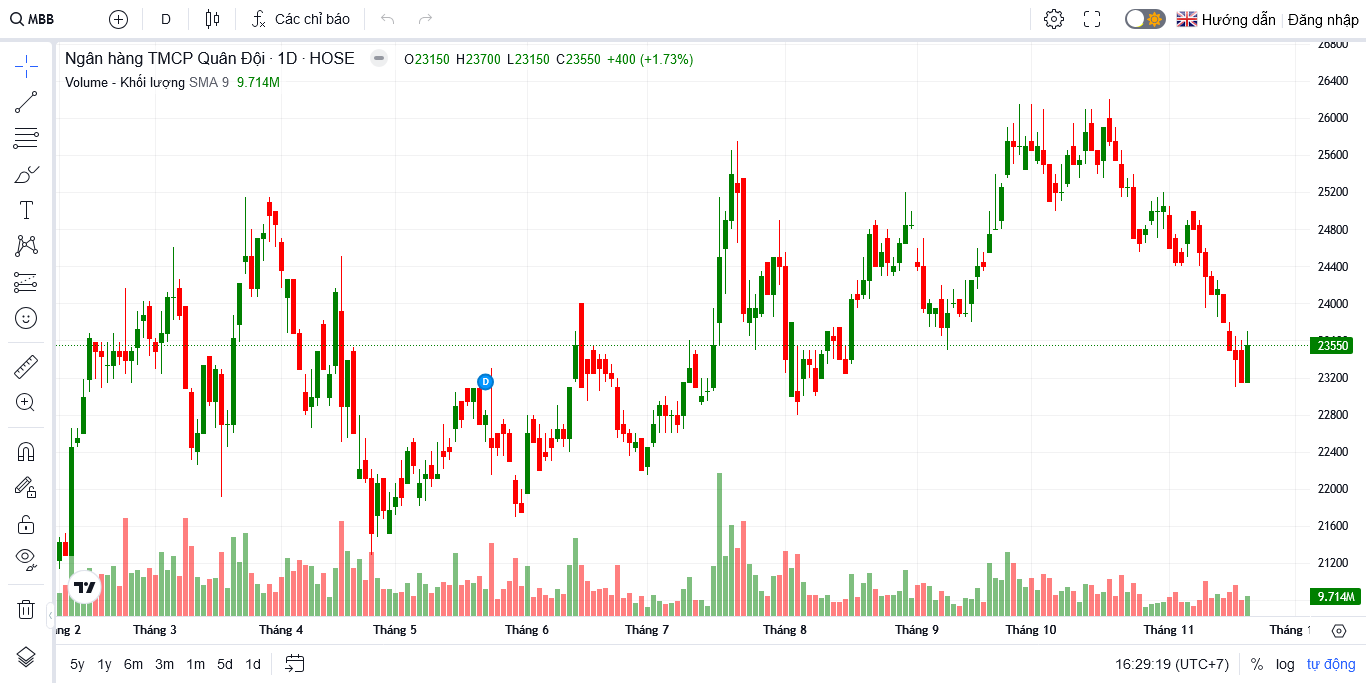 MBB D Các chỉ báo Hướng dẫn Đăng nhập
Ngân hàng TMCP Quân Đội · 1D · HOSE O23150 H23700 L23150 C23550 +400 (+1.73%)
Volume - Khối lượng SMA 9 9.714M
26800
26400
26000
25600
25200
24800
24400
24000
23550
23200
22800
22400
22000
21600
21200
9.714M
D
ng 2 Tháng 3 Tháng 4 Tháng 5 Tháng 6 Tháng 7 Tháng 8 Tháng 9 Tháng 10 Tháng 11 Tháng 1
5y 1y 6m 3m 1m 5d 1d 16:29:19 (UTC+7) % log tự động